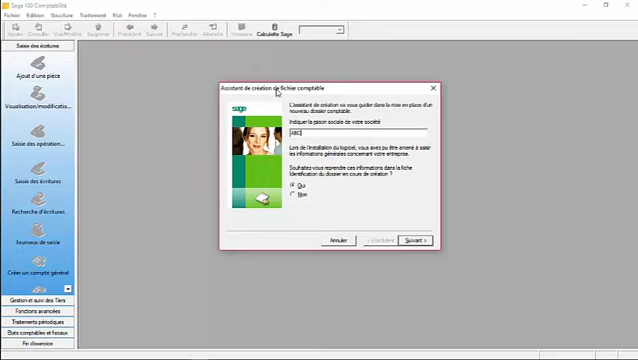 Sage 100 Comptabilité
Fichier Edition Structure Traitement Etat Fenêtre ?
Ajouter Consulter Voir/Modifier Supprimer Précédent Suivant Rechercher Atteindre Inverseur Calculette Sage
Saisie des écritures
Ajout d'une pièce
Visualisation/modificatio...
Saisie des opération...
Saisie des écritures
Recherche d'écritures
Journaux de saisie
Créer un compte général
Gestion et suivi des Tiers
Fonctions avancées
Traitements périodiques
Etats comptables et fiscaux
Fin d'exercice
Assistant de création de fichier comptable
sage
L'assistant de création va vous guider dans la mise en place d'un
nouveau dossier comptable.
Indiquer la raison sociale de votre société
ABC
Lors de l'installation du logiciel, vous avez pu être amené à saisir
les informations générales concernant votre entreprise.
Souhaitez-vous reprendre ces informations dans la fiche
Identification du dossier en cours de création ?
Oui
Non
Annuler < Précédent Suivant >